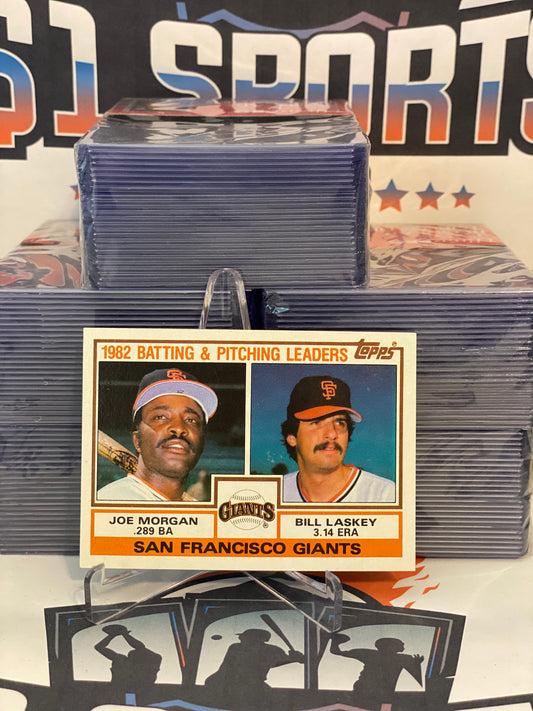 $1 SPORTS
1982 BATTING & PITCHING LEADERS
TOPPS®
SF
SF
GIANTS®
JOE MORGAN
.289 BA
BILL LASKEY
3.14 ERA
SAN FRANCISCO GIANTS